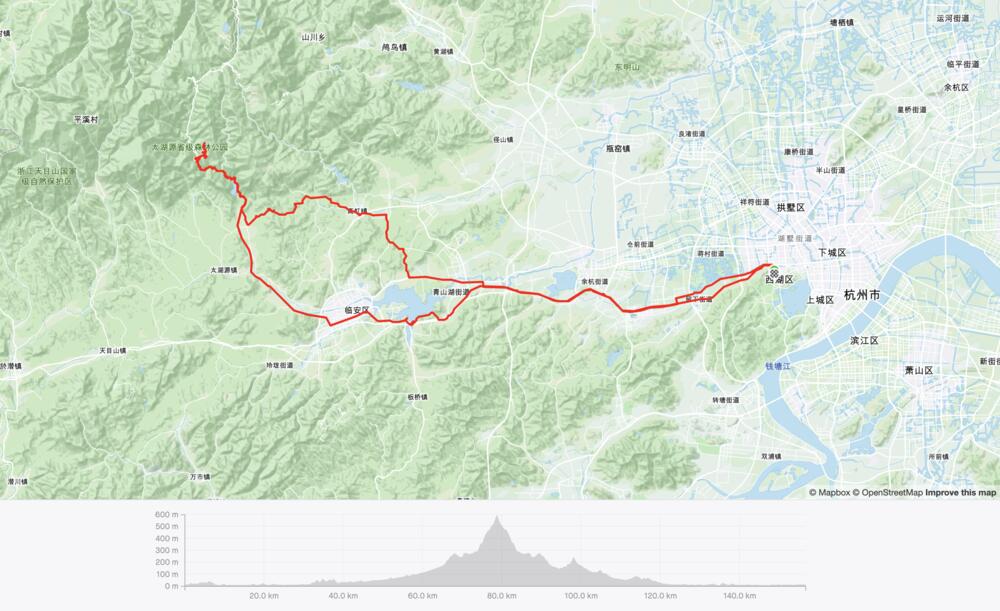 塘栖镇
运河街道
山川乡
鸬鸟镇
黄湖镇
临平街道
东明山
余杭区
星桥街道
平溪村
良渚街道
径山镇
太湖源省级森林公园
瓶窑镇
康桥街道
半山街道
浙江天目山国家
级自然保护区
祥符街道
拱墅区
高虹镇
湖墅街道
仓前街道
蒋村街道
下城区
太湖源镇
西湖区
余杭街道
青山湖街道
上城区
杭州市
闲下街道
临安区
滨江区
天目山镇
玲珑街道
钱塘江
於潜镇
萧山区
新街街
板桥镇
转塘街道
双浦镇
所前镇
万市镇
潜川镇
© Mapbox © OpenStreetMap Improve this map
600 m
500 m
400 m
300 m
200 m
100 m
0 m
20.0 km
40.0 km
60.0 km
80.0 km
100.0 km
120.0 km
140.0 km